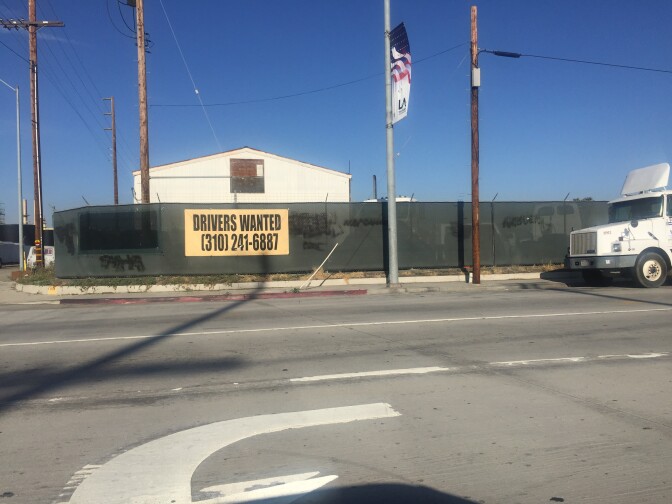 LA
DRIVERS WANTED
(310) 241-6887